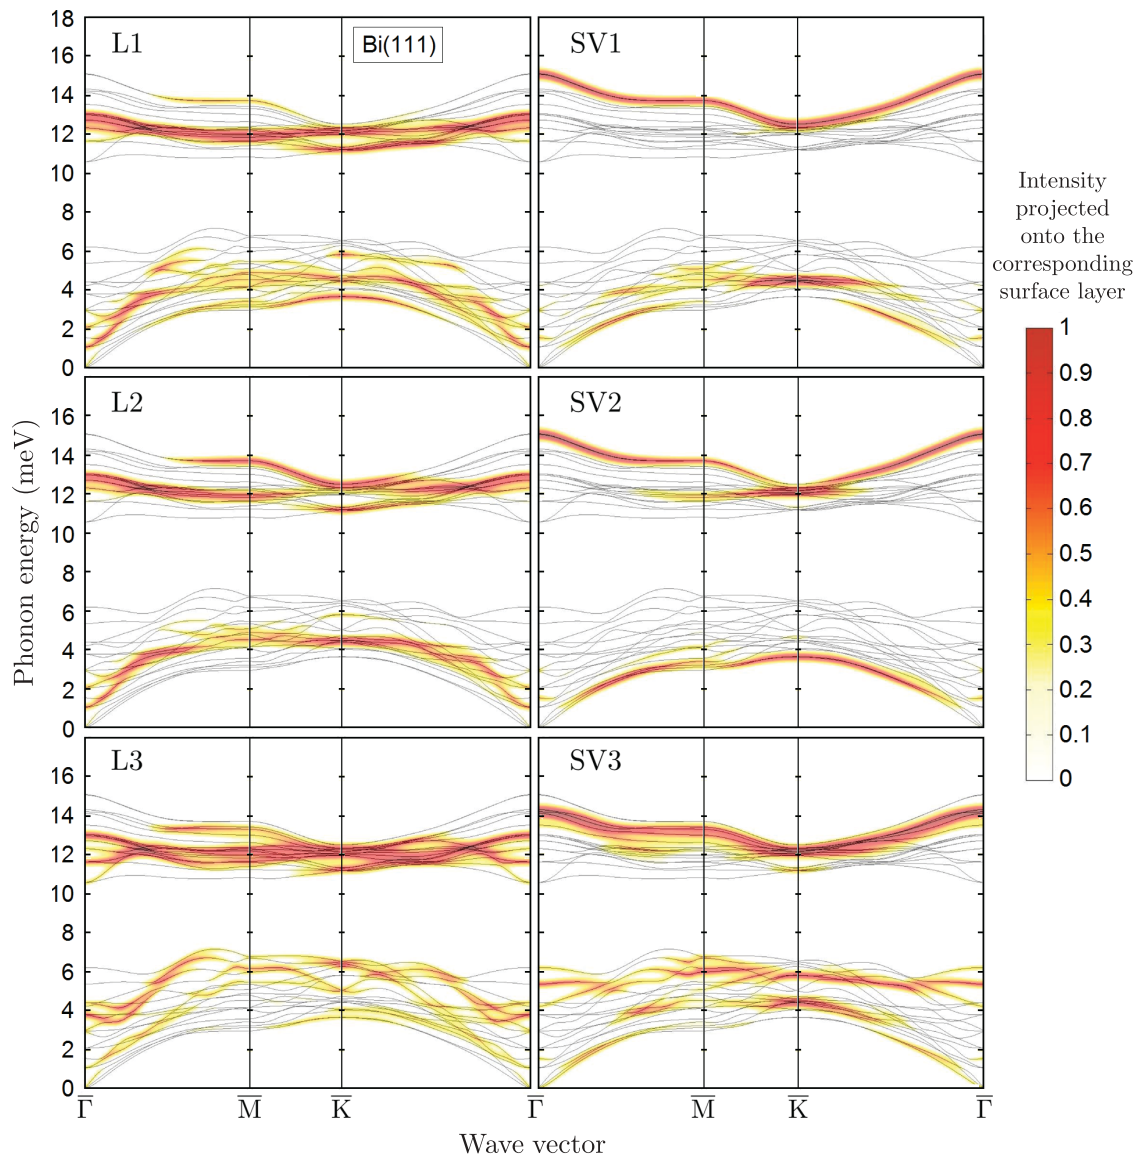 18
16
14
12
10
8
6
4
2
0
L1
Bi(111)
SV1
16
14
12
10
8
6
4
2
0
L2
SV2
16
14
12
10
8
6
4
2
0
L3
SV3
Phonon energy (meV)
Γ̅
M̅
K̅
Γ̅
M̅
K̅
Γ̅
Wave vector
Intensity
projected
onto the
corresponding
surface layer
1
0.9
0.8
0.7
0.6
0.5
0.4
0.3
0.2
0.1
0